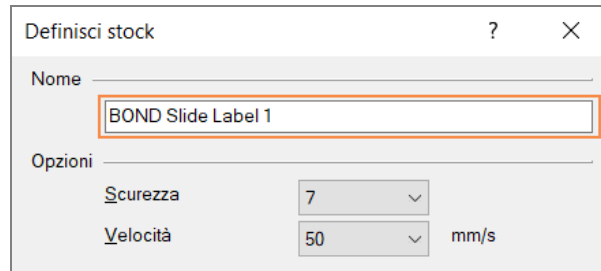 Definisci stock ?
Nome
BOND Slide Label 1
Opzioni
Scurezza 7
Velocità 50 mm/s